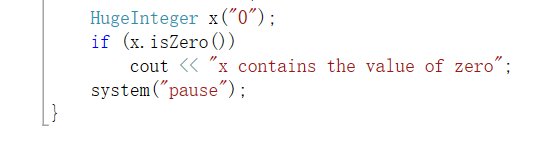 HugeInteger x("0");
if (x.isZero())
cout << "x contains the value of zero";
system("pause");
}